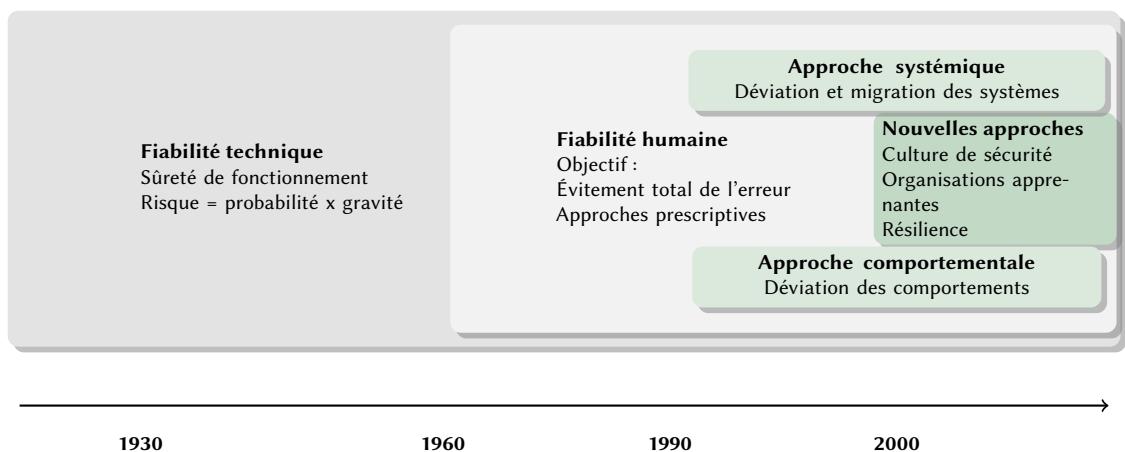 Approche systémique
Déviation et migration des systèmes
Fiabilité technique
Sûreté de fonctionnement
Risque = probabilité x gravité
Fiabilité humaine
Objectif :
Évitement total de l'erreur
Approches prescriptives
Nouvelles approches
Culture de sécurité
Organisations appre-
nantes
Résilience
Approche comportementale
Déviation des comportements
1930
1960
1990
2000